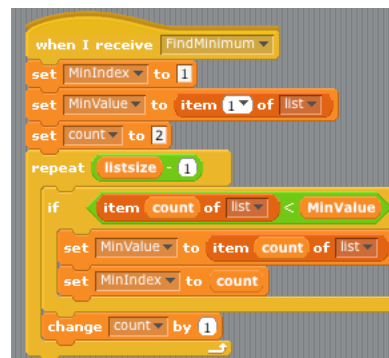 when I receive FindMinimum
set MinIndex to 1
set MinValue to item 1 of list
set count to 2
repeat listsize - 1
if item count of list < MinValue
set MinValue to item count of list
set MinIndex to count
change count by 1